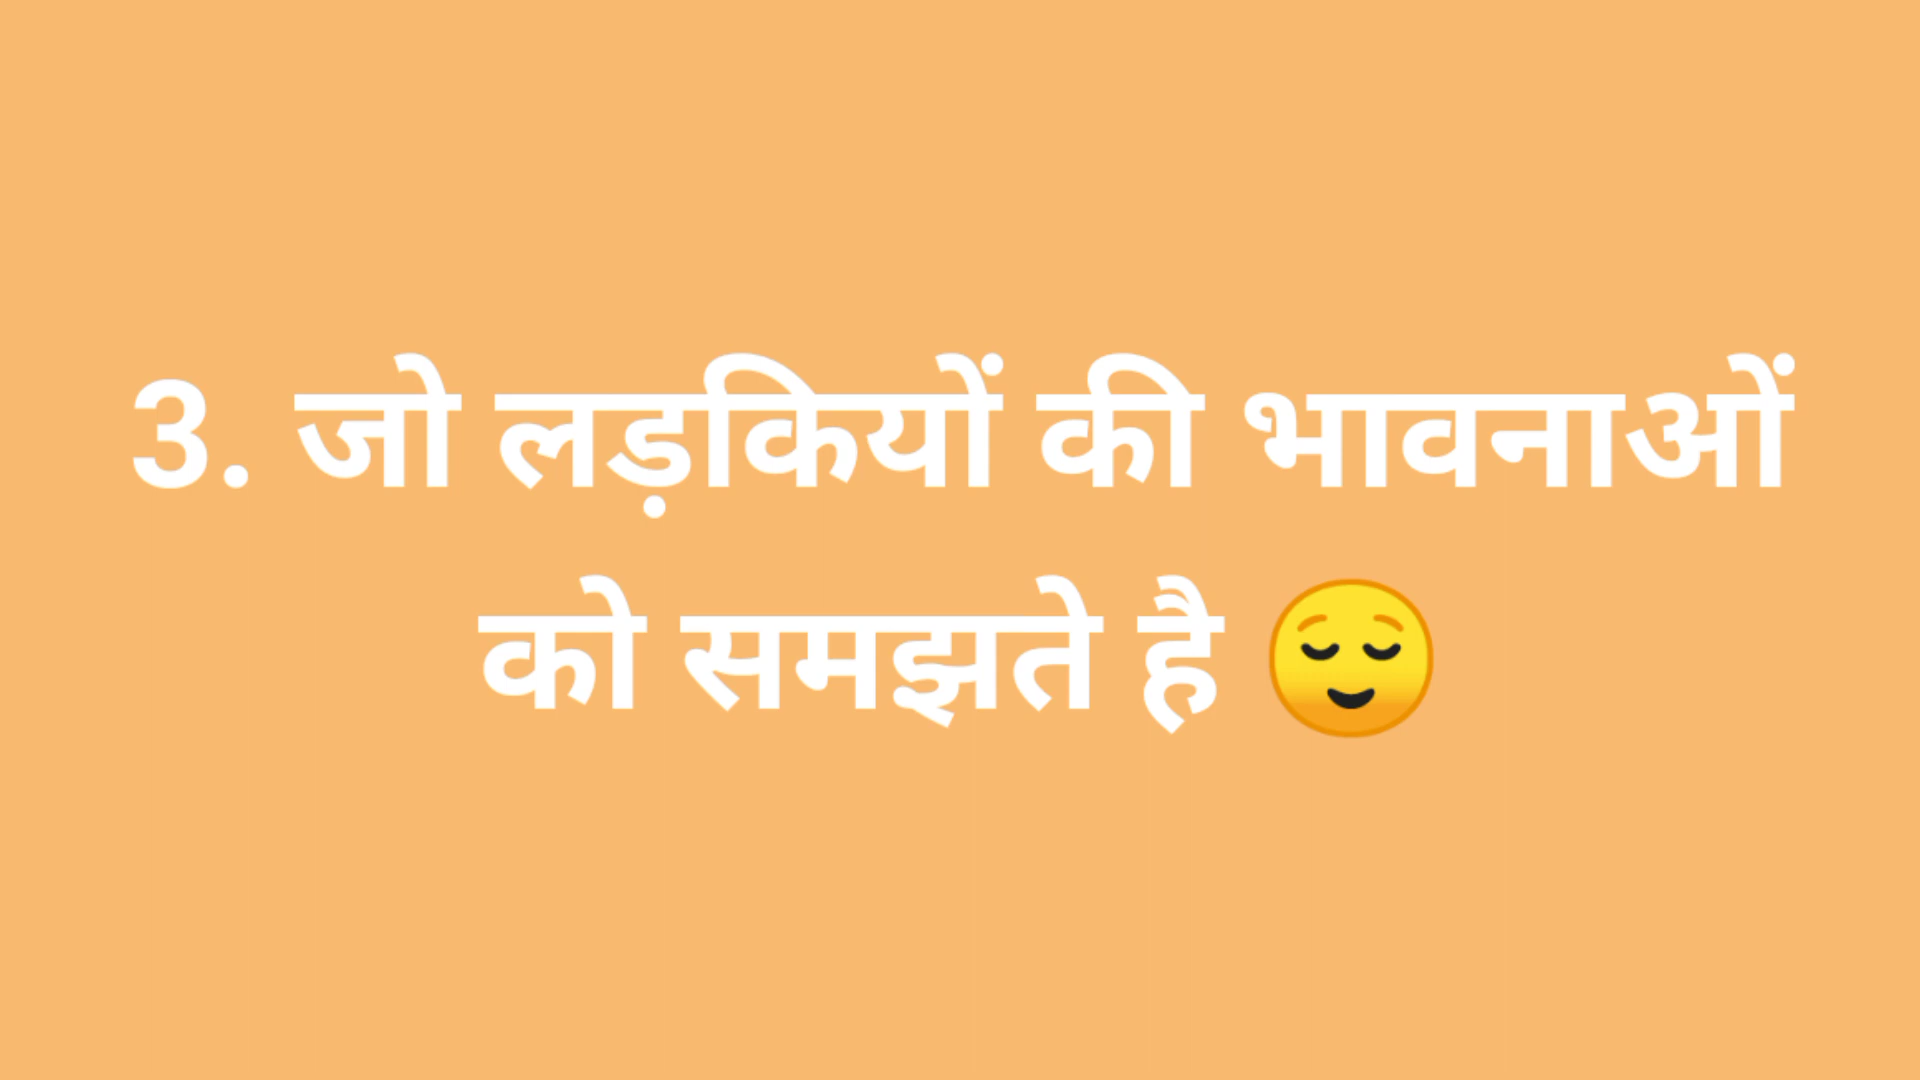 3. जो लड़कियों की भावनाओं
को समझते है 😌